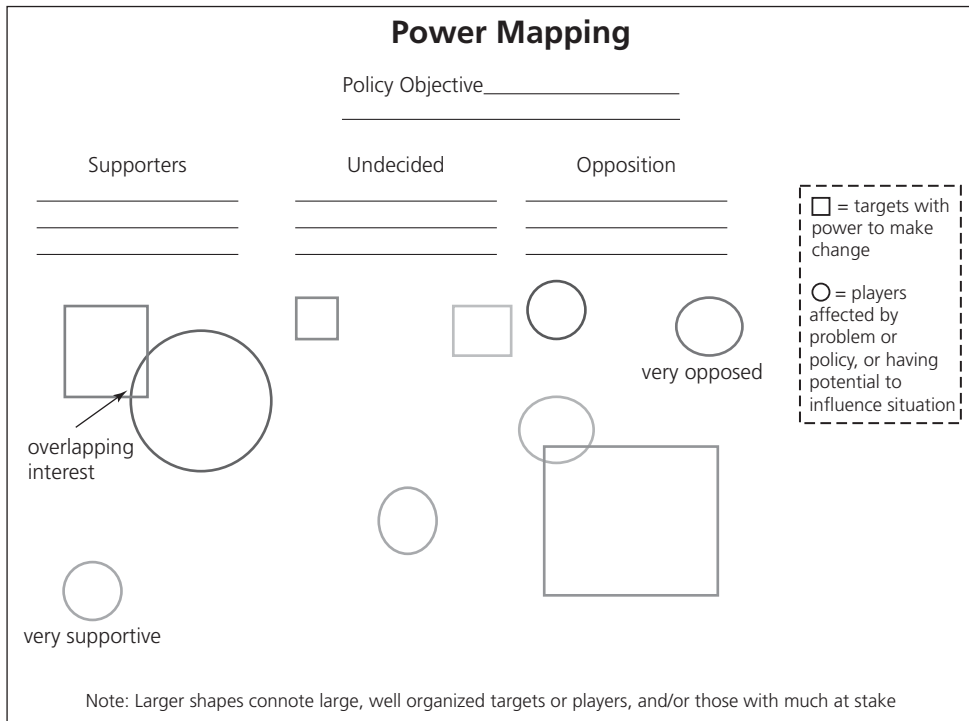 Power Mapping
Policy Objective
Supporters
Undecided
Opposition
= targets with
power to make
change
= players
affected by
problem or
policy, or having
potential to
influence situation
very opposed
overlapping
interest
very supportive
Note: Larger shapes connote large, well organized targets or players, and/or those with much at stake